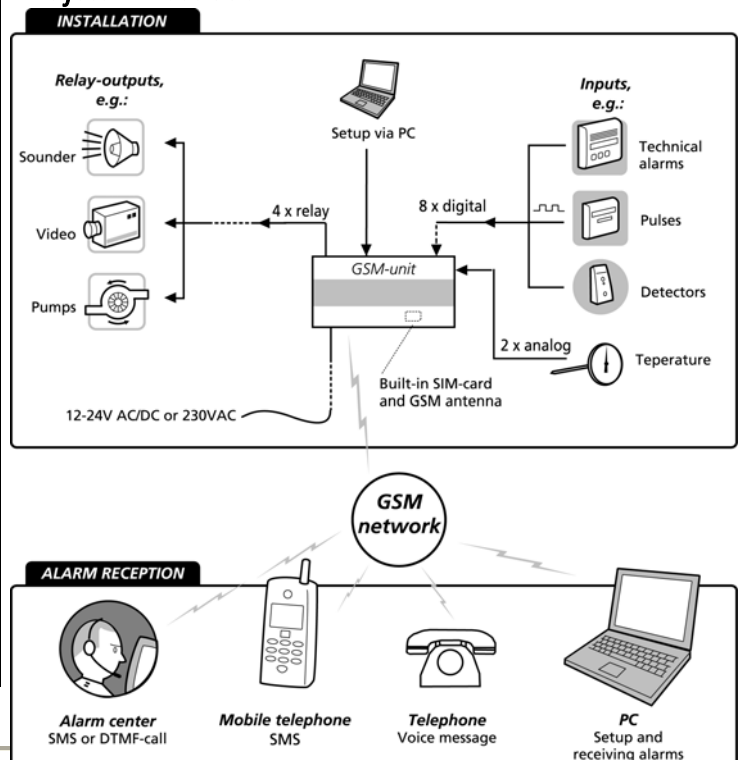 INSTALLATION
Relay-outputs,
e.g.:
Sounder
Video
Pumps
Setup via PC
Inputs,
e.g.:
Technical
alarms
Pulses
Detectors
Teperature
4 x relay
8 x digital
2 x analog
GSM-unit
Built-in SIM-card
and GSM antenna
12-24V AC/DC or 230VAC
GSM
network
ALARM RECEPTION
Alarm center
SMS or DTMF-call
Mobile telephone
SMS
Telephone
Voice message
PC
Setup and
receiving alarms